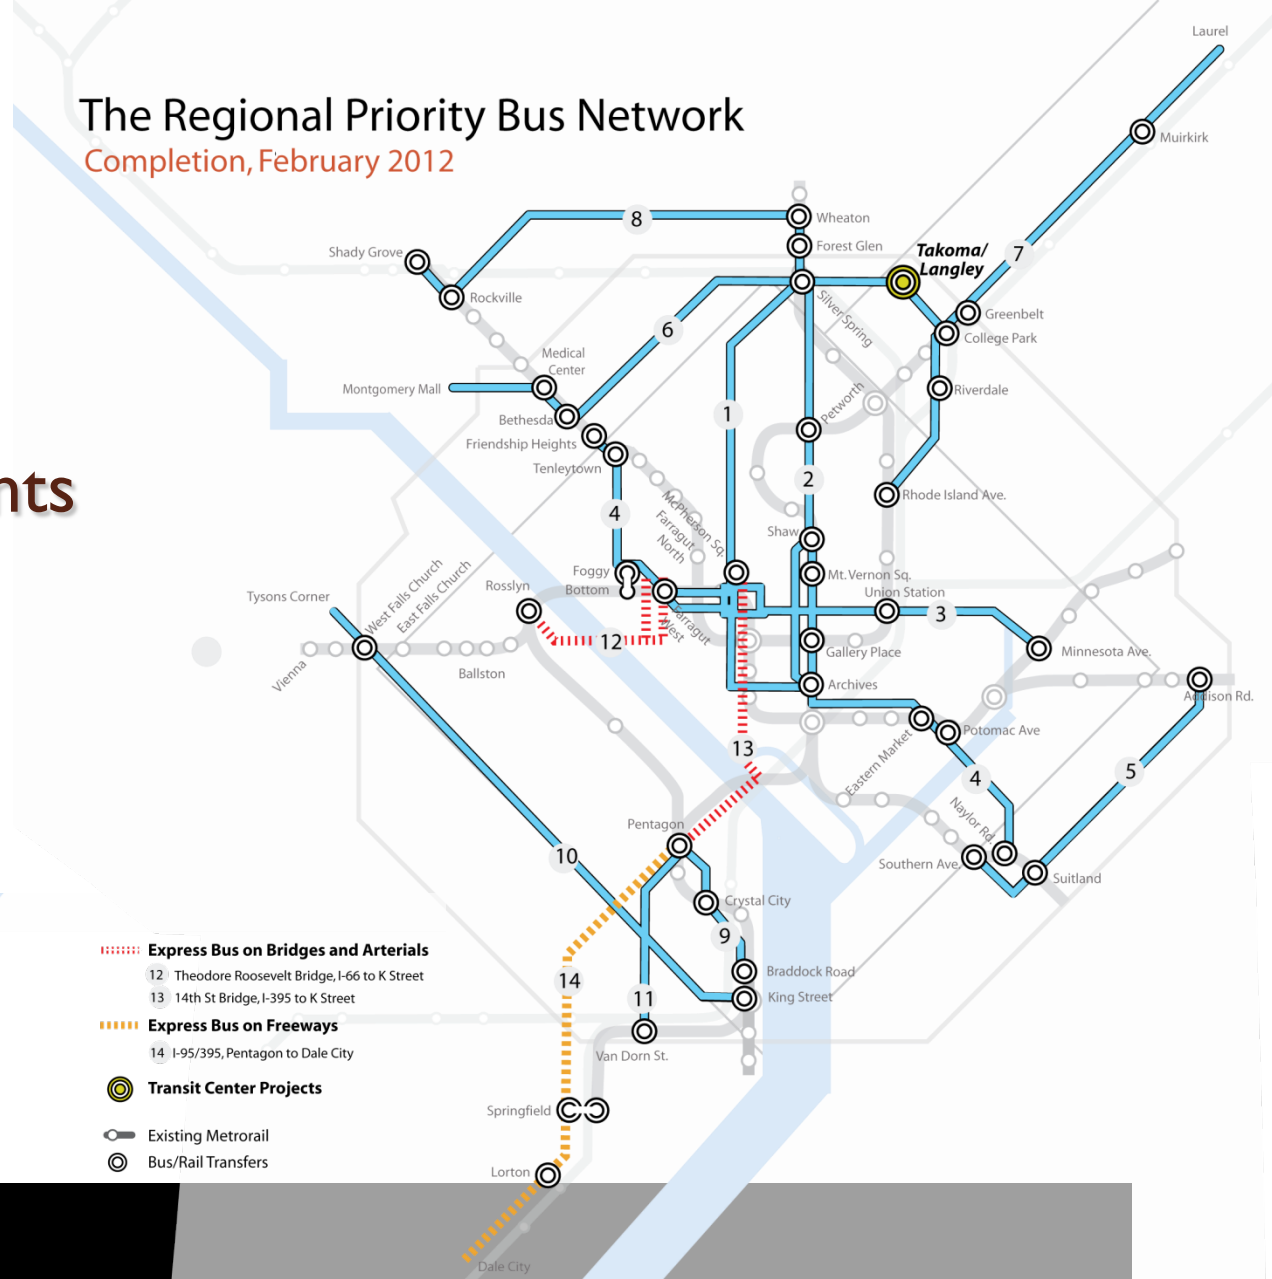 The Regional Priority Bus Network
Completion, February 2012
nts
Laurel
Muirkirk
7
8
Wheaton
Forest Glen
Shady Grove
Rockville
Takoma/
Langley
Silver Spring
Greenbelt
College Park
6
Medical
Center
Montgomery Mall
Bethesda
Friendship Heights
Tenleytown
1
Petworth
Riverdale
2
4
Rhode Island Ave.
McPherson Sq.
Farragut
North
Shaw
Foggy
Bottom
Mt. Vernon Sq.
Union Station
3
Rosslyn
Tysons Corner
West Falls Church
East Falls Church
12
Farragut
West
Gallery Place
Minnesota Ave.
Vienna
Ballston
Archives
Addison Rd.
Eastern Market
Potomac Ave
13
4
5
Naylor Rd.
Southern Ave.
Suitland
Pentagon
10
Crystal City
9
Braddock Road
King Street
14
11
Van Dorn St.
Springfield
Lorton
Dale City
Express Bus on Bridges and Arterials
12 Theodore Roosevelt Bridge, I-66 to K Street
13 14th St Bridge, I-395 to K Street
Express Bus on Freeways
14 I-95/395, Pentagon to Dale City
Transit Center Projects
Existing Metrorail
Bus/Rail Transfers